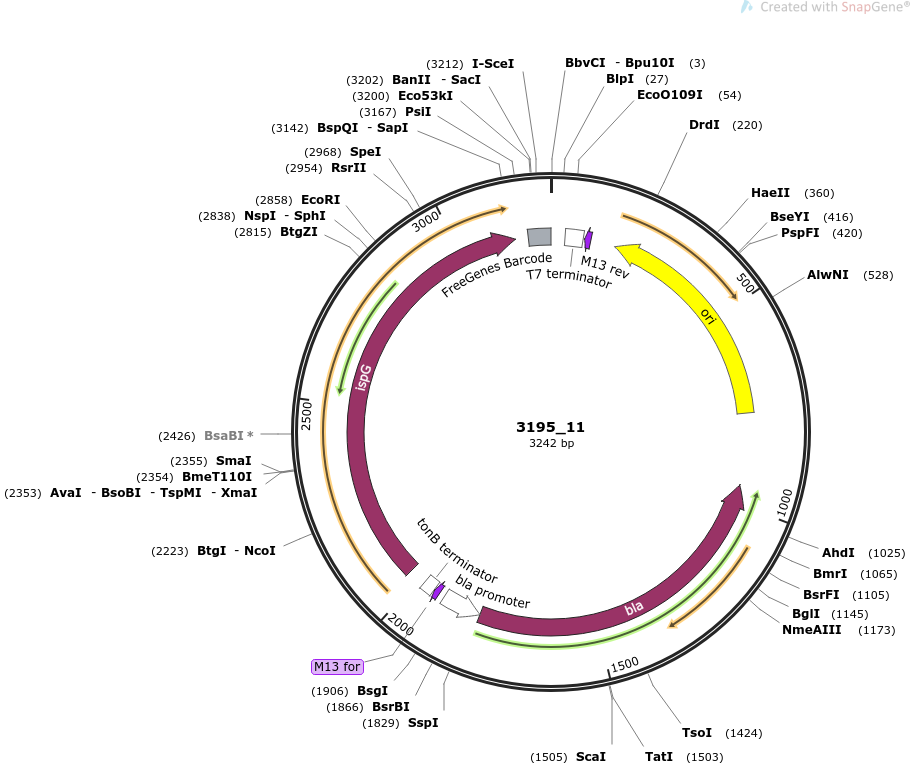 Created with SnapGene®
(3212) I-SceI
(3202) BanII - SacI
(3200) Eco53kI
(3167) PsiI
(3142) BspQI - SapI
(2968) SpeI
(2954) RsrII
(2858) EcoRI
(2838) NspI - SphI
(2815) BtgZI
(2426) BsaBI *
(2355) SmaI
(2354) BmeT110I
(2353) AvaI - BsoBI - TspMI - XmaI
(2223) BtgI - NcoI
M13 for
(1906) BsgI
(1866) BsrBI
(1829) SspI
BbvCI - Bpu10I (3)
BlpI (27)
EcoO109I (54)
DrdI (220)
HaeII (360)
BseYI (416)
PspFI (420)
AlwNI (528)
AhdI (1025)
BmrI (1065)
BsrFI (1105)
BglI (1145)
NmeAIII (1173)
TsoI (1424)
TatI (1503)
(1505) ScaI
500
1000
1500
2000
2500
3000
FreeGenes Barcode
T7 terminator
M13 rev
ori
ispG
3195_11
3242 bp
tonB terminator
bla promoter
bla